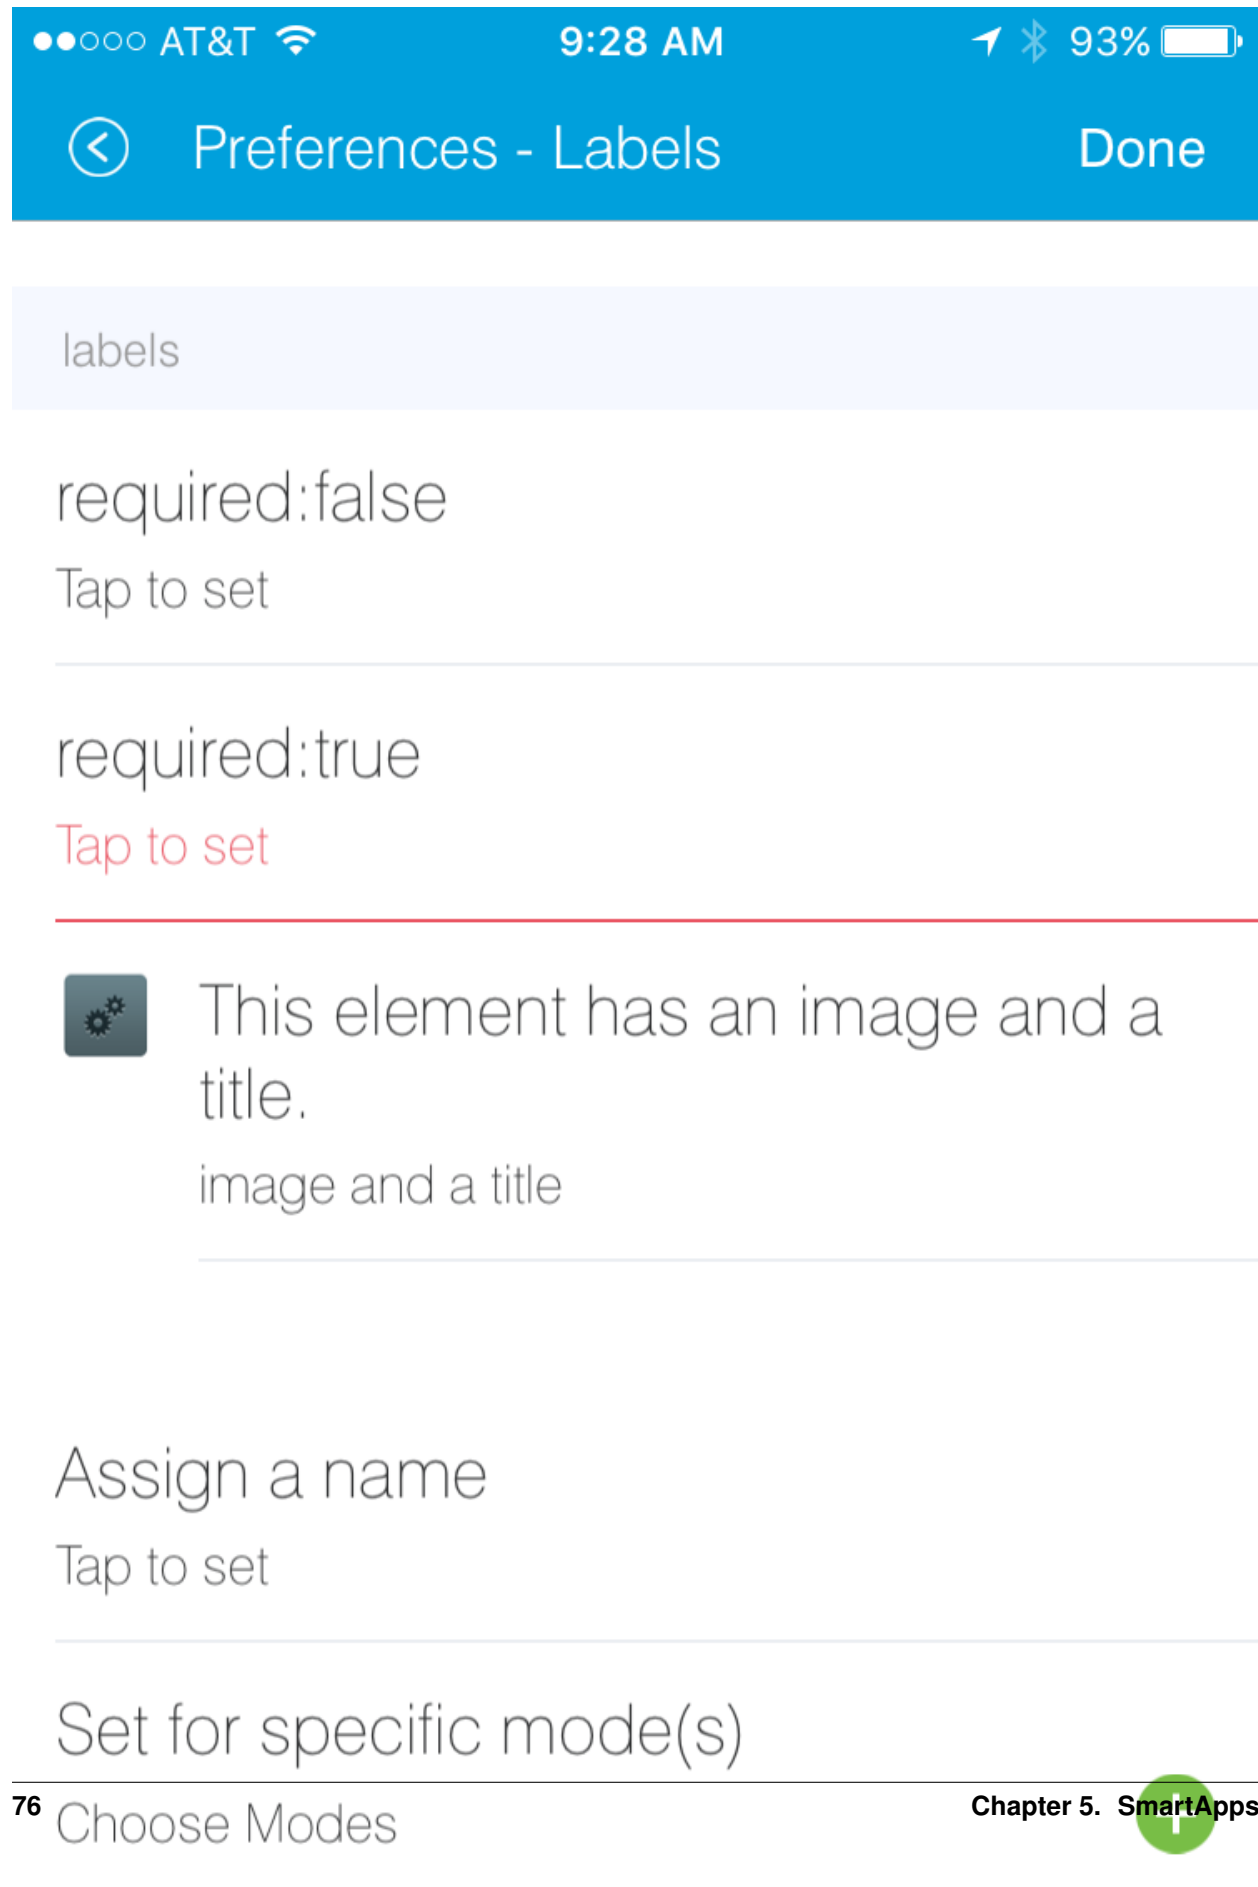 AT&T 9:28 AM 93%
Preferences - Labels Done
labels
required:false
Tap to set
required:true
Tap to set
This element has an image and a
title.
image and a title
Assign a name
Tap to set
Set for specific mode(s)
76 Chapter 5. SmartApps
Choose Modes